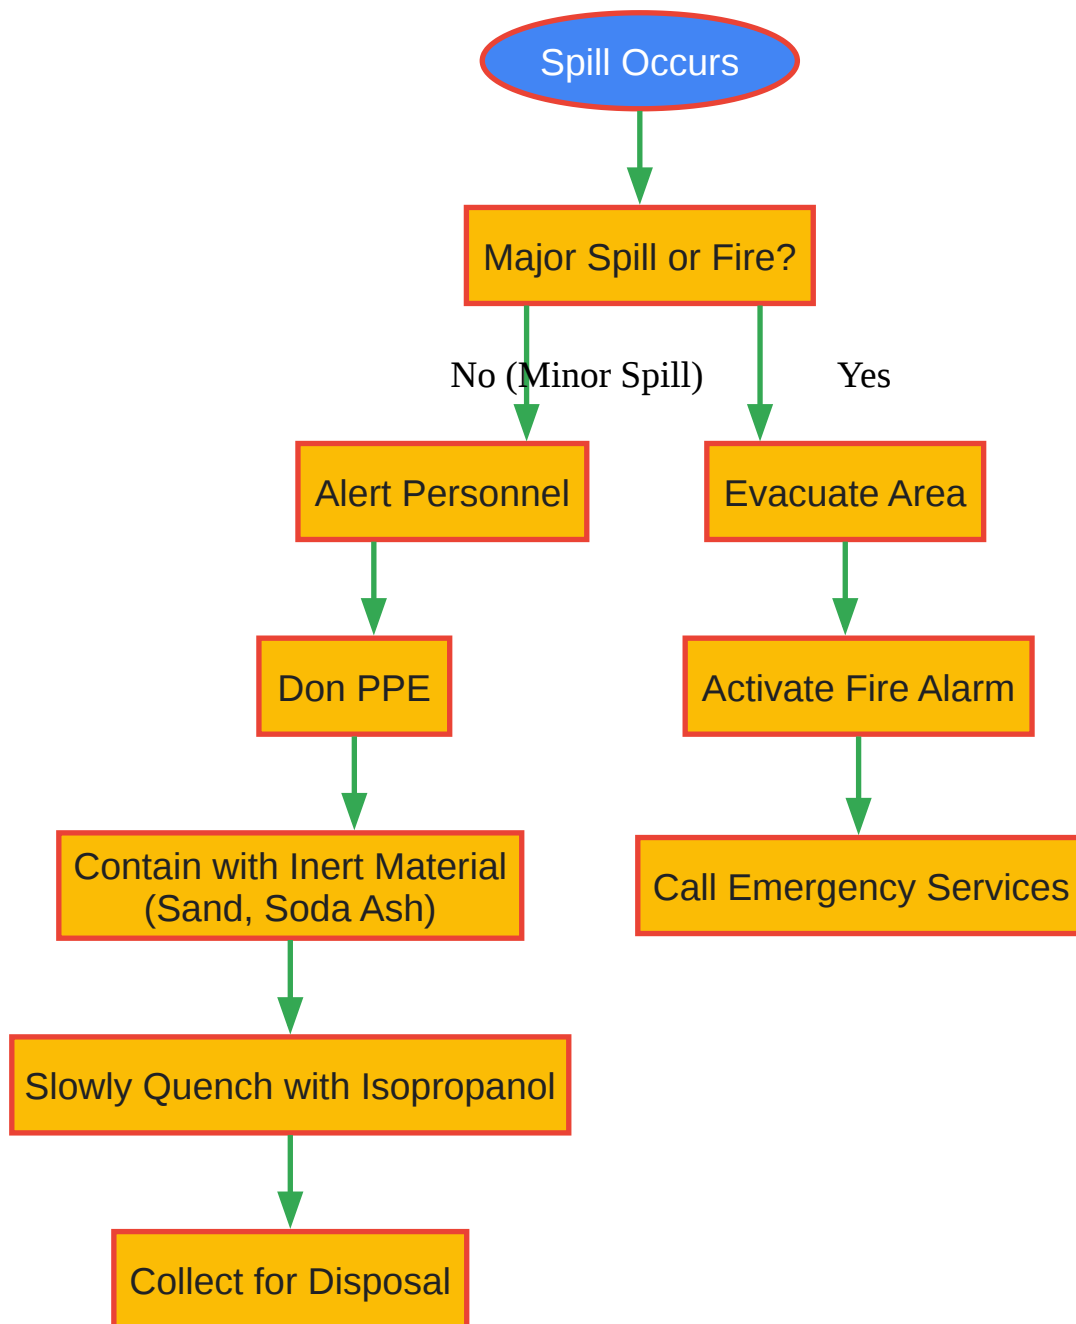 Spill Occurs
Major Spill or Fire?
No (Minor Spill)
Yes
Alert Personnel
Evacuate Area
Don PPE
Activate Fire Alarm
Contain with Inert Material
(Sand, Soda Ash)
Call Emergency Services
Slowly Quench with Isopropanol
Collect for Disposal